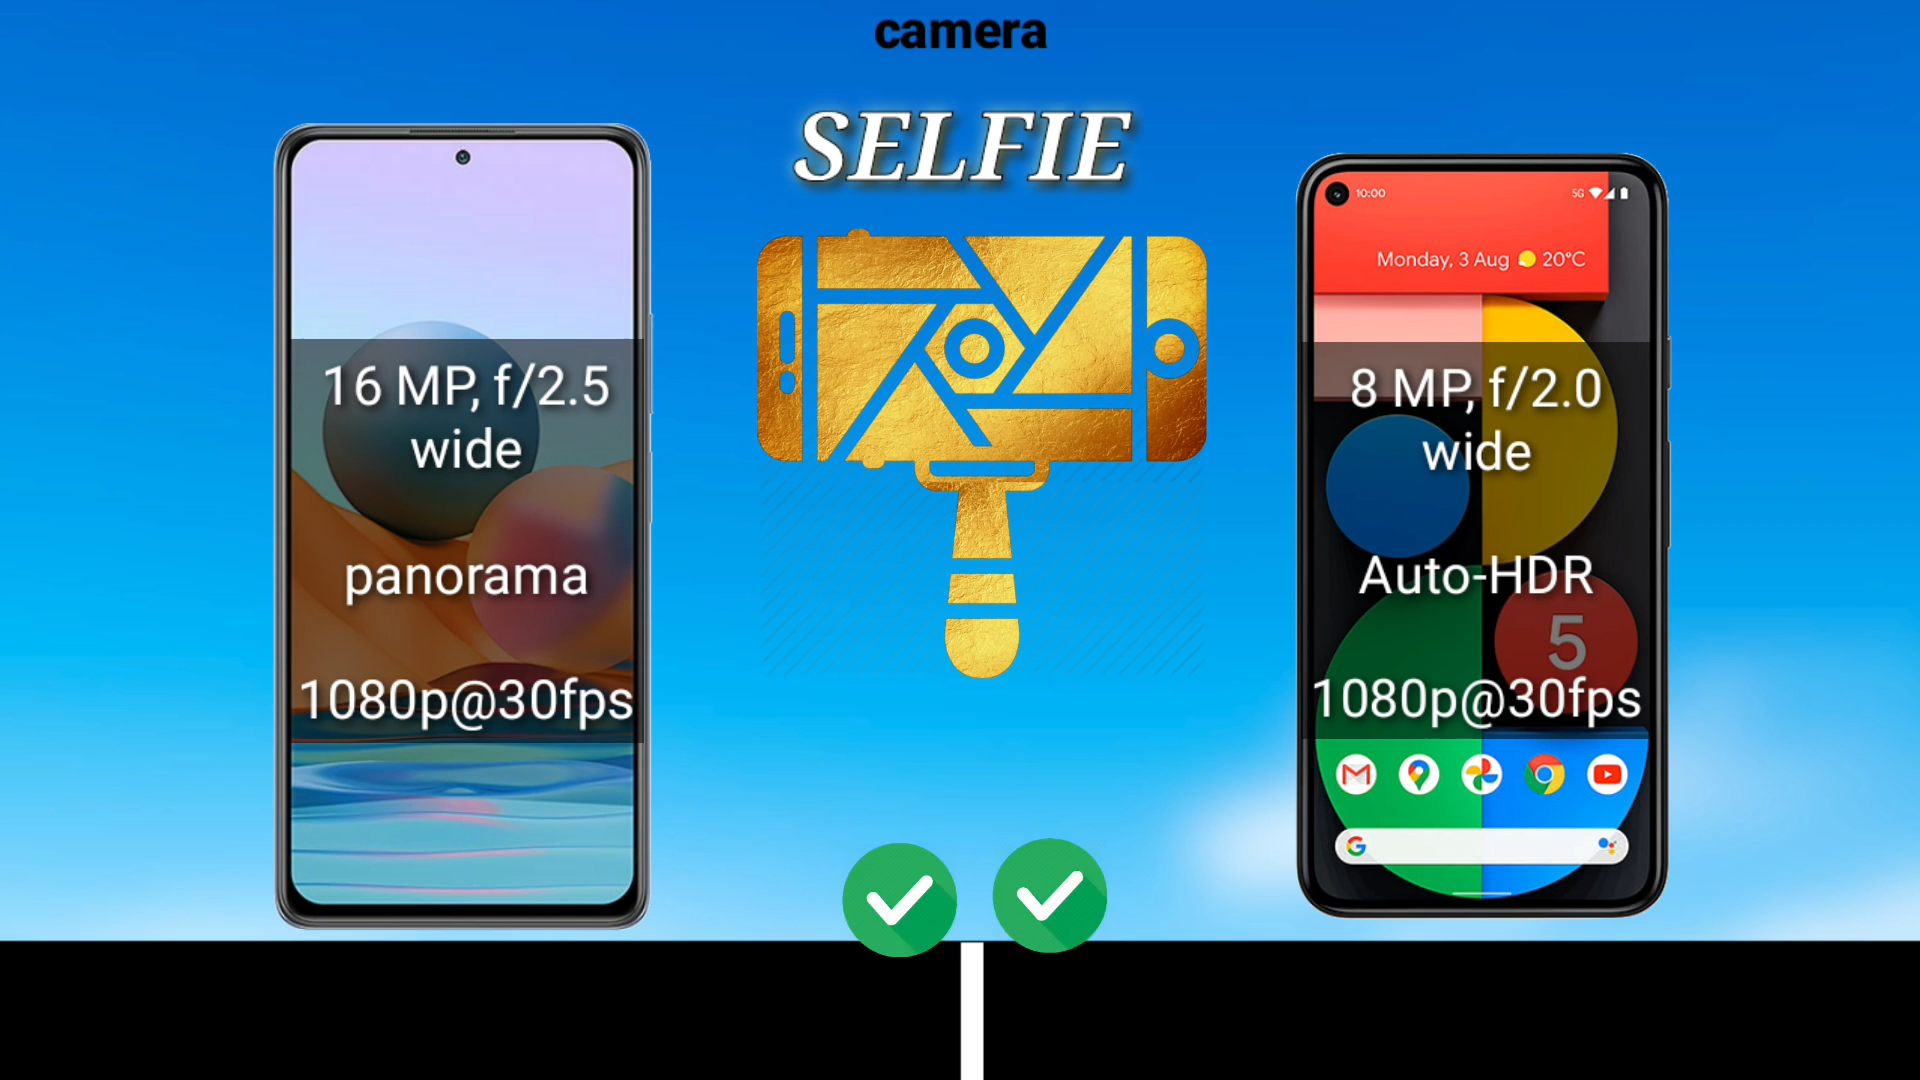 camera
SELFIE
16 MP, f/2.5
wide
panorama
1080p@30fps
10:00
5G
Monday, 3 Aug 20°C
8 MP, f/2.0
wide
Auto-HDR
5
1080p@30fps